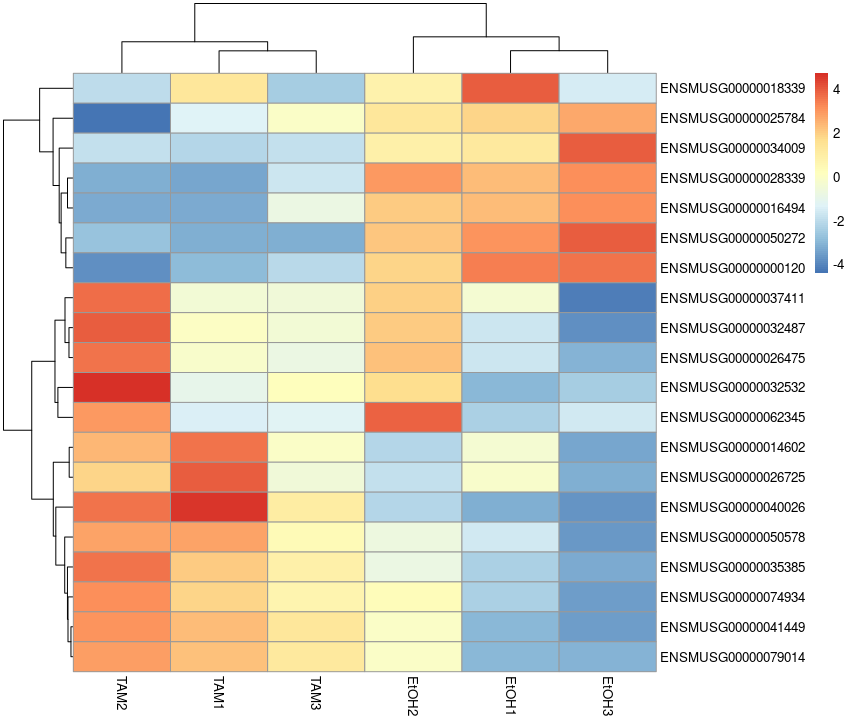 ENSMUSG00000018339
ENSMUSG00000025784
ENSMUSG00000034009
ENSMUSG00000028339
ENSMUSG00000016494
ENSMUSG00000050272
ENSMUSG00000000120
ENSMUSG00000037411
ENSMUSG00000032487
ENSMUSG00000026475
ENSMUSG00000032532
ENSMUSG00000062345
ENSMUSG00000014602
ENSMUSG00000026725
ENSMUSG00000040026
ENSMUSG00000050578
ENSMUSG00000035385
ENSMUSG00000074934
ENSMUSG00000041449
ENSMUSG00000079014
4
2
0
-2
-4
TAM2
TAM1
TAM3
EtOH2
EtOH1
EtOH3